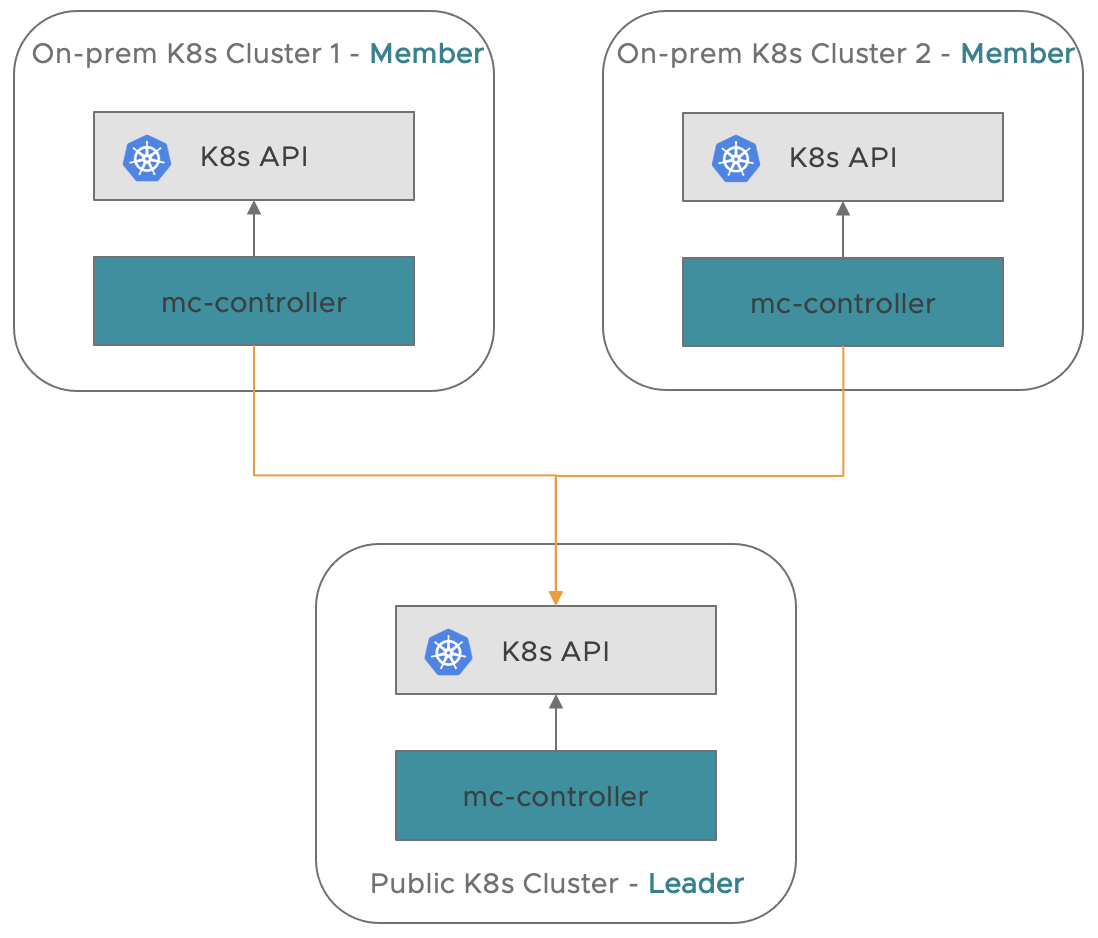 On-prem K8s Cluster 1 - Member
K8s API
mc-controller
On-prem K8s Cluster 2 - Member
K8s API
mc-controller
K8s API
mc-controller
Public K8s Cluster - Leader